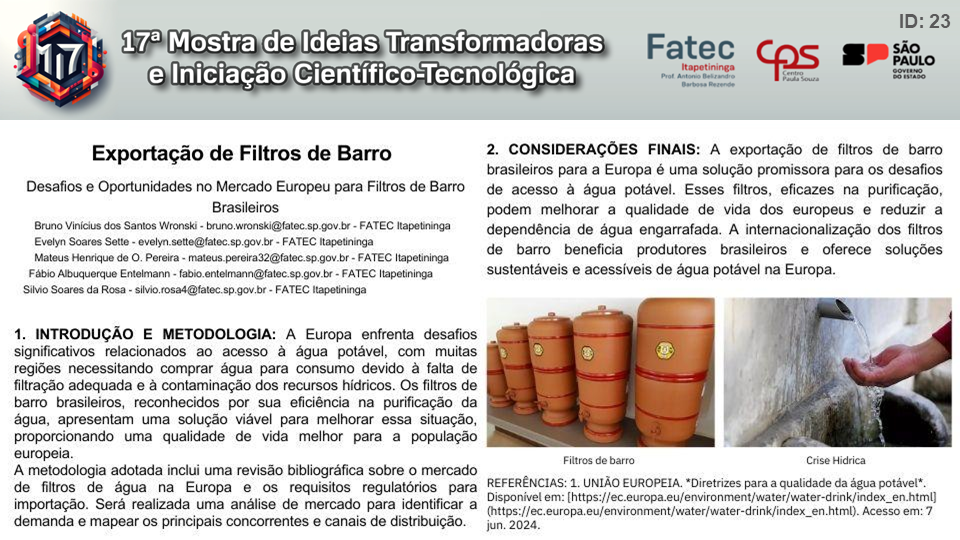 ID: 23
M17
17ª Mostra de Ideias Transformadoras
e Iniciação Científico-Tecnológica
Fatec
Itapetininga
Prof. Antonio Belizandro
Barbosa Rezende
CPS
Centro
Paula Souza
SP
SÃO PAULO
GOVERNO DO ESTADO
Exportação de Filtros de Barro
Desafios e Oportunidades no Mercado Europeu para Filtros de Barro
Brasileiros
Bruno Vinícius dos Santos Wronski - bruno.wronski@fatec.sp.gov.br - FATEC Itapetininga
Evelyn Soares Sette - evelyn.sette@fatec.sp.gov.br - FATEC Itapetininga
Mateus Henrique de O. Pereira - mateus.pereira32@fatec.sp.gov.br - FATEC Itapetininga
Fábio Albuquerque Entelmann - fabio.entelmann@fatec.sp.gov.br - FATEC Itapetininga
Silvio Soares da Rosa - silvio.rosa4@fatec.sp.gov.br - FATEC Itapetininga
1. INTRODUÇÃO E METODOLOGIA: A Europa enfrenta desafios
significativos relacionados ao acesso à água potável, com muitas
regiões necessitando comprar água para consumo devido à falta de
filtração adequada e à contaminação dos recursos hídricos. Os filtros de
barro brasileiros, reconhecidos por sua eficiência na purificação da
água, apresentam uma solução viável para melhorar essa situação,
proporcionando uma qualidade de vida melhor para a população
europeia.
A metodologia adotada inclui uma revisão bibliográfica sobre o mercado
de filtros de água na Europa e os requisitos regulatórios para
importação. Será realizada uma análise de mercado para identificar a
demanda e mapear os principais concorrentes e canais de distribuição.
2. CONSIDERAÇÕES FINAIS: A exportação de filtros de barro
brasileiros para a Europa é uma solução promissora para os desafios
de acesso à água potável. Esses filtros, eficazes na purificação,
podem melhorar a qualidade de vida dos europeus e reduzir a
dependência de água engarrafada. A internacionalização dos filtros
de barro beneficia produtores brasileiros e oferece soluções
sustentáveis e acessíveis de água potável na Europa.
Filtros de barro
Crise Hidrica
REFERÊNCIAS: 1. UNIÃO EUROPEIA. *Diretrizes para a qualidade da água potável*.
Disponível em: [https://ec.europa.eu/environment/water/water-drink/index_en.html]
(https://ec.europa.eu/environment/water/water-drink/index_en.html). Acesso em: 7
jun. 2024.